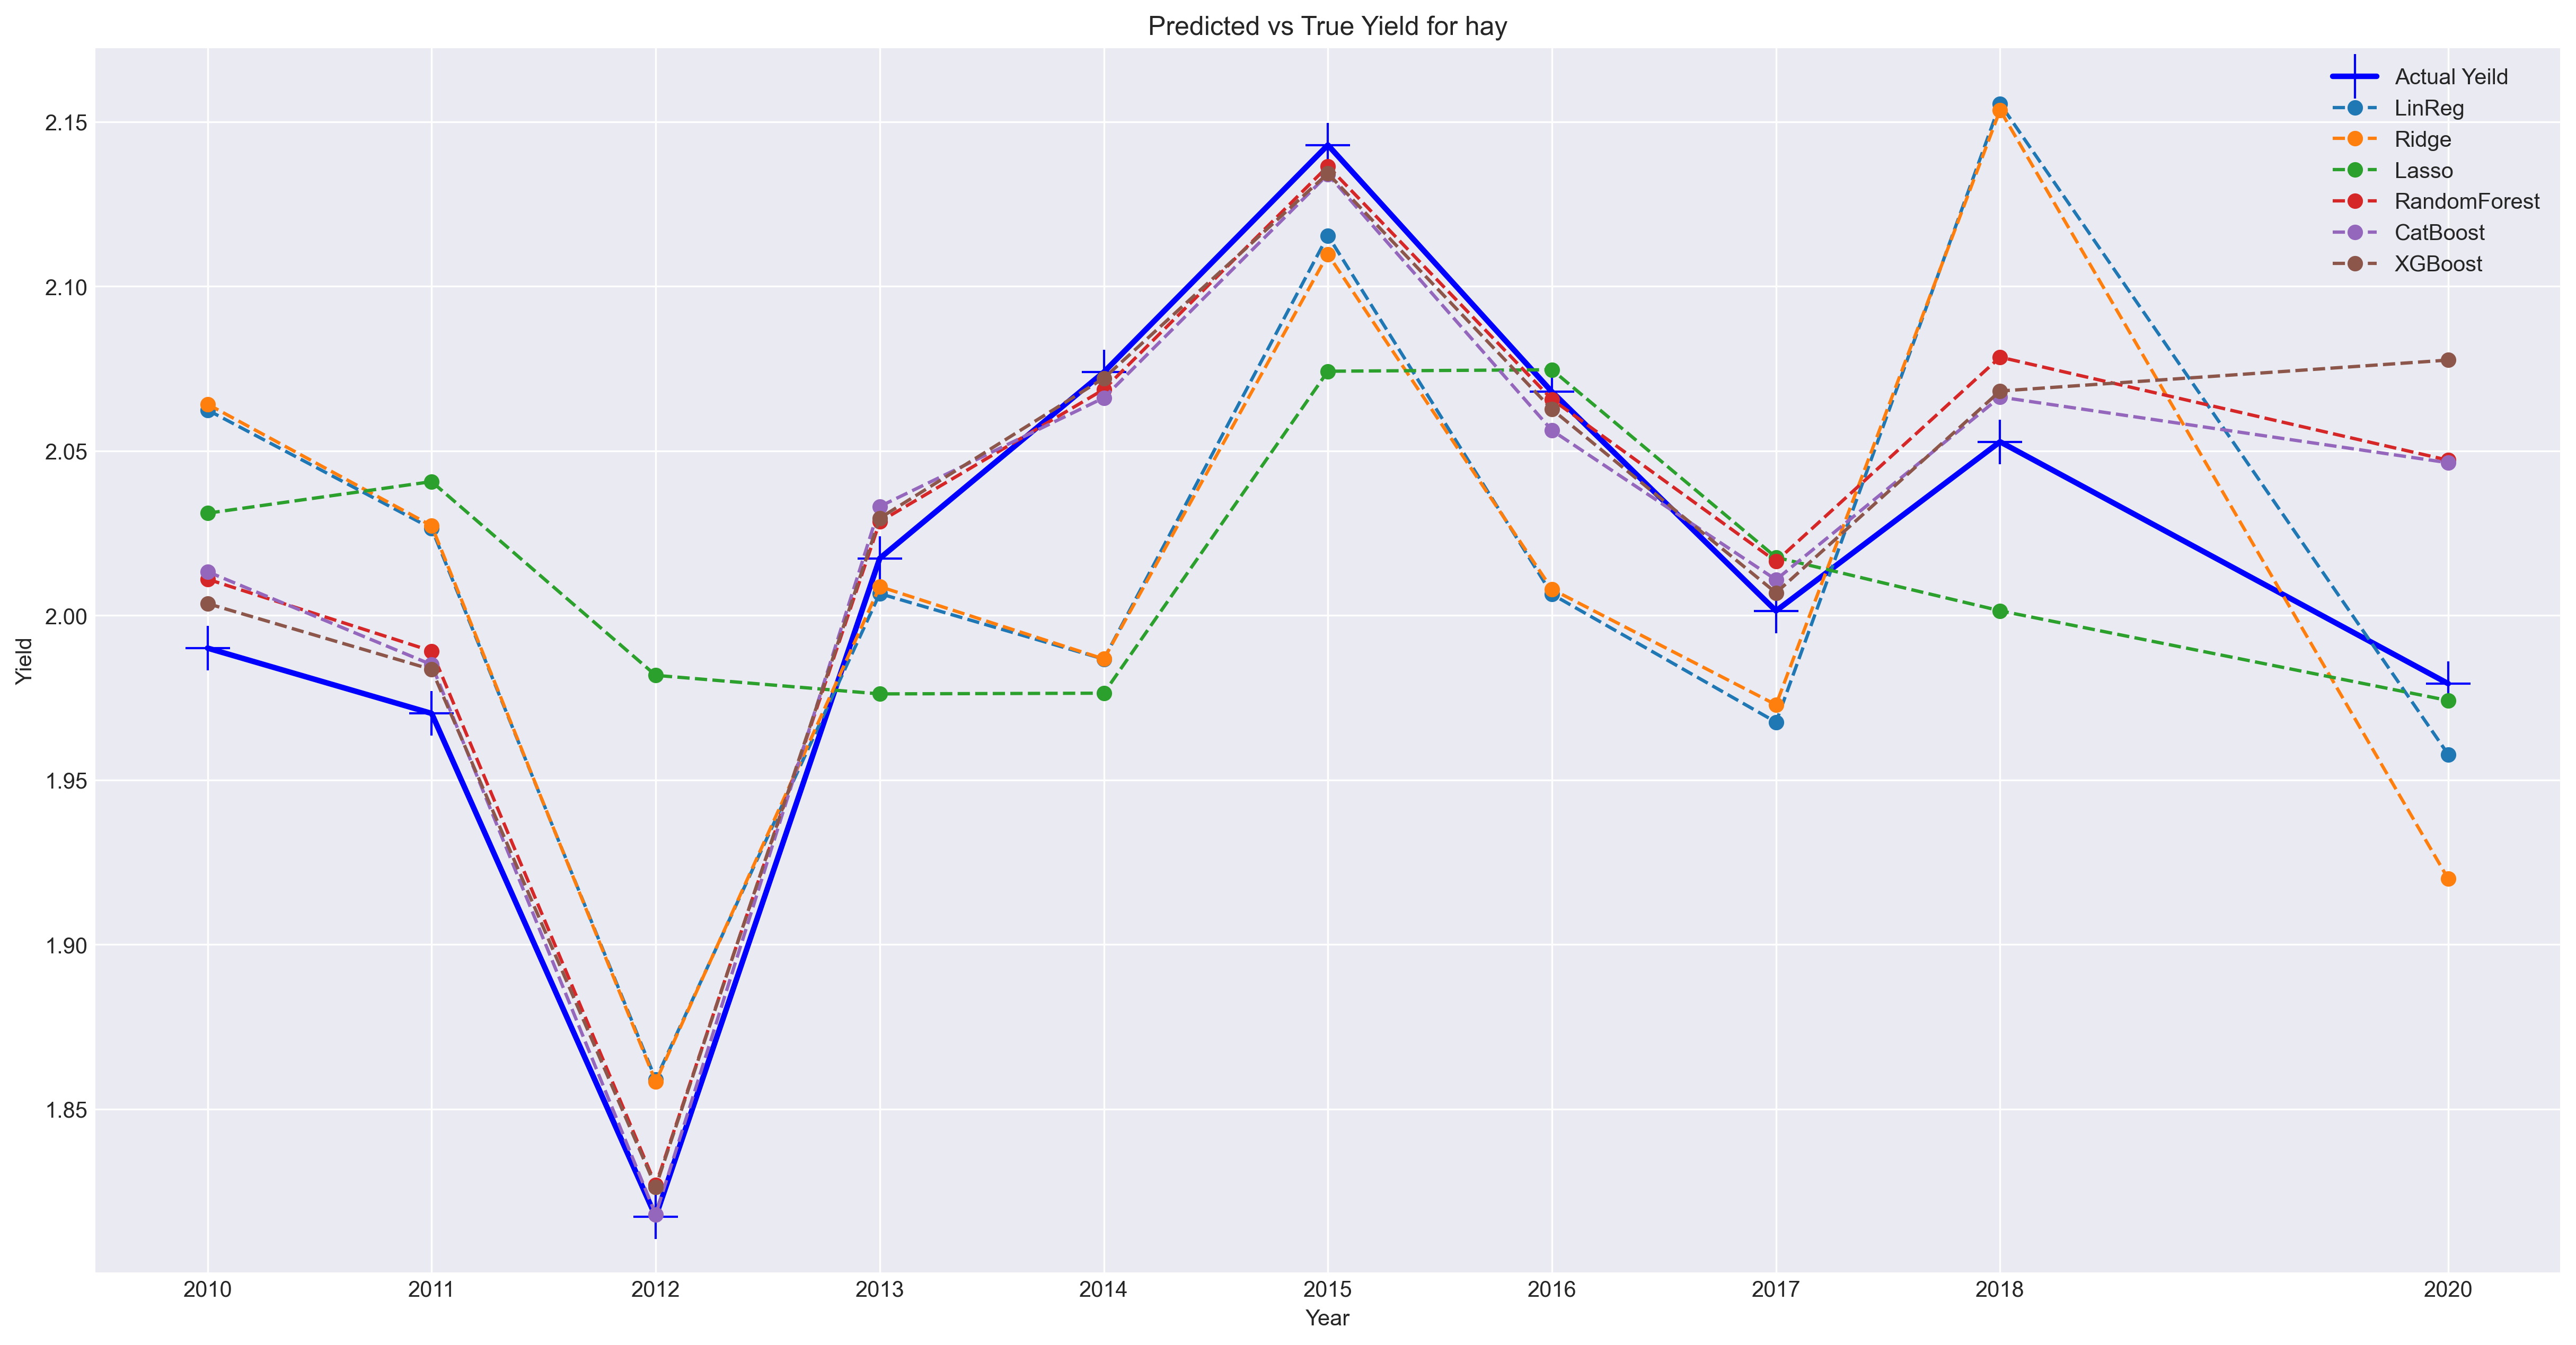 Predicted vs True Yield for hay
Actual Yeild
LinReg
Ridge
Lasso
RandomForest
CatBoost
XGBoost
2.15
2.10
2.05
2.00
1.95
1.90
1.85
Yield
2010 2011 2012 2013 2014 2015 2016 2017 2018 2020
Year